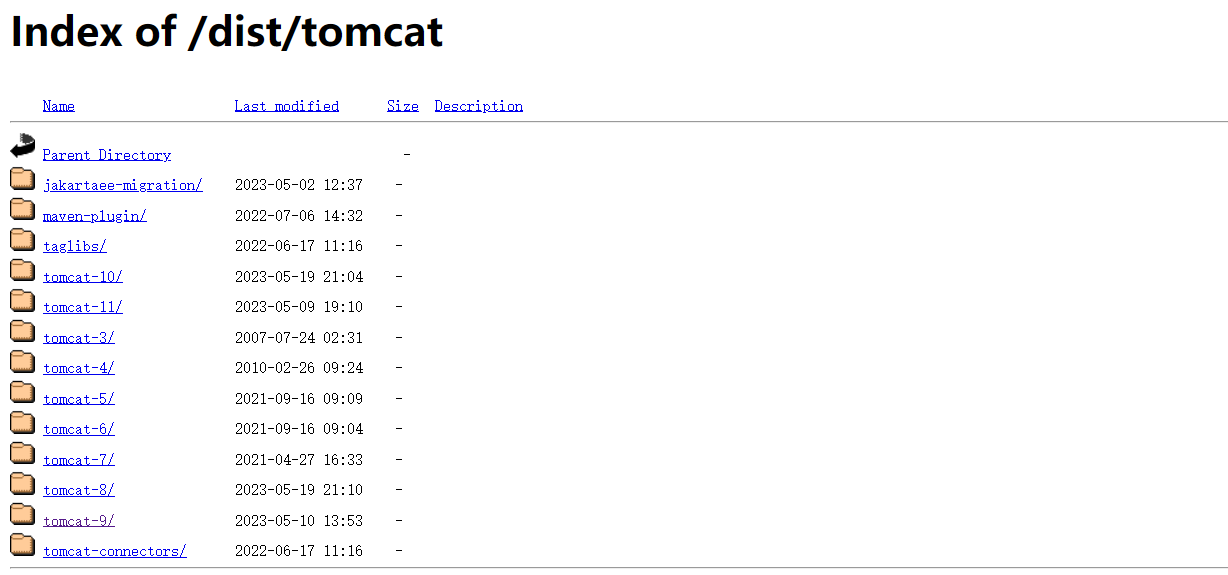 Index of /dist/tomcat
Name Last modified Size Description
Parent Directory -
jakartaee-migration/ 2023-05-02 12:37 -
maven-plugin/ 2022-07-06 14:32 -
taglibs/ 2022-06-17 11:16 -
tomcat-10/ 2023-05-19 21:04 -
tomcat-11/ 2023-05-09 19:10 -
tomcat-3/ 2007-07-24 02:31 -
tomcat-4/ 2010-02-26 09:24 -
tomcat-5/ 2021-09-16 09:09 -
tomcat-6/ 2021-09-16 09:04 -
tomcat-7/ 2021-04-27 16:33 -
tomcat-8/ 2023-05-19 21:10 -
tomcat-9/ 2023-05-10 13:53 -
tomcat-connectors/ 2022-06-17 11:16 -